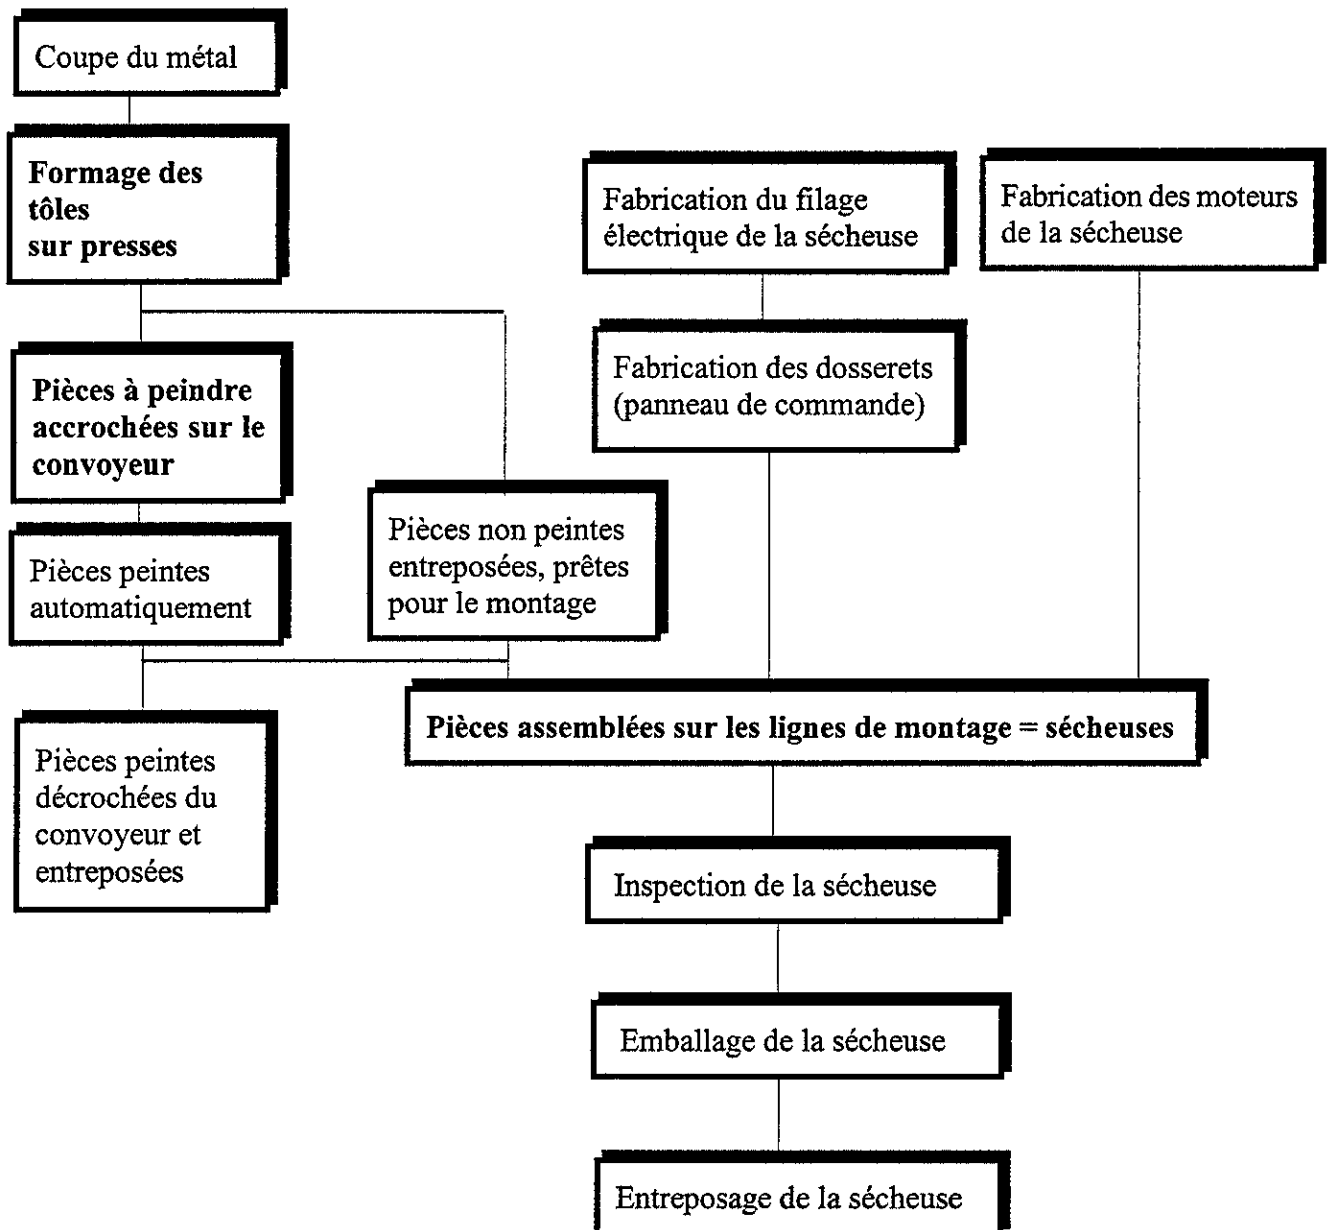 Coupe du métal
Formage des
tôles
sur presses
Fabrication du filage
électrique de la sécheuse
Fabrication des moteurs
de la sécheuse
Pièces à peindre
accrochées sur le
convoyeur
Fabrication des dosserets
(panneau de commande)
Pièces peintes
automatiquement
Pièces non peintes
entreposées, prêtes
pour le montage
Pièces peintes
décrochées du
convoyeur et
entreposées
Pièces assemblées sur les lignes de montage = sécheuses
Inspection de la sécheuse
Emballage de la sécheuse
Entreposage de la sécheuse